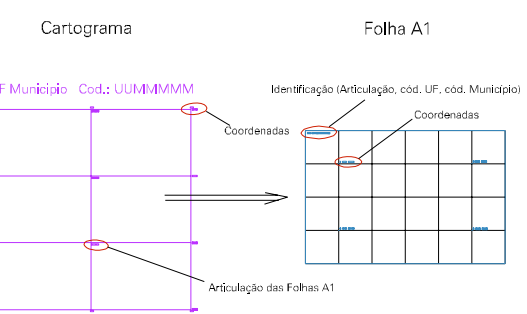 Cartograma
Folha A1
F Município Cod.: UUMMMMM
Identificação (Articulação, cód. UF, cód. Município)
Coordenadas
Coordenadas
Articulação das Folhas A1